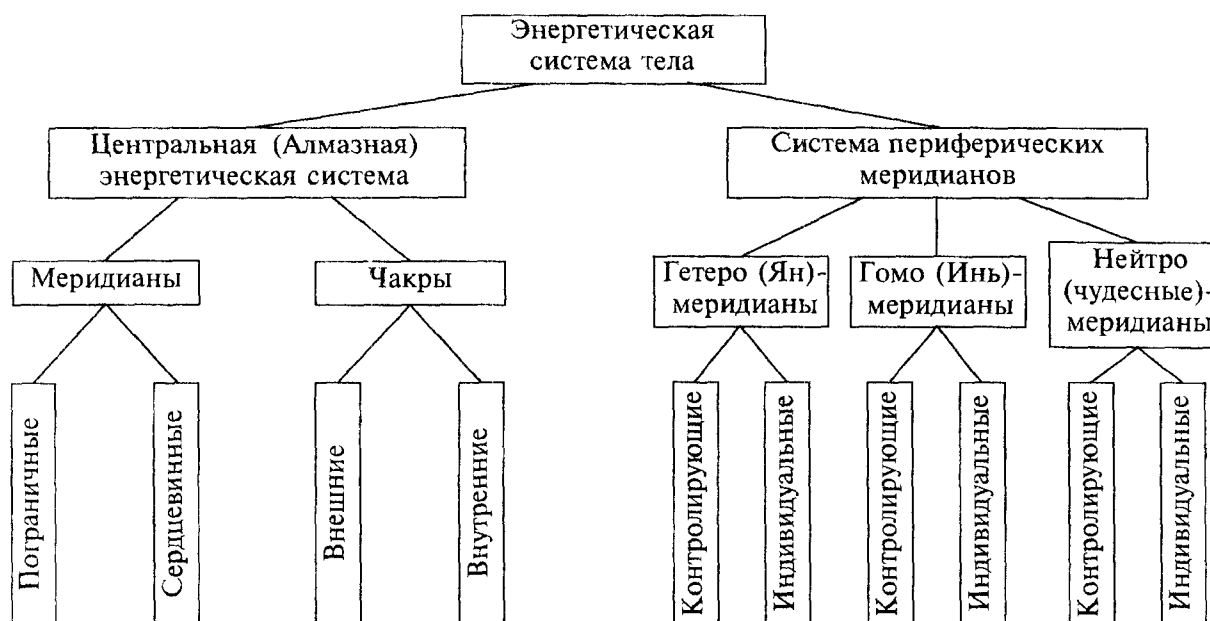 Энергетическая
система тела
Центральная (Алмазная)
энергетическая система
Система периферических
меридианов
Меридианы
Чакры
Гетеро (Ян)-
меридианы
Гомо (Инь)-
меридианы
Нейтро
(чудесные)-
меридианы
Пограничные
Сердцевинные
Внешние
Внутренние
Контролирующие
Индивидуальные
Контролирующие
Индивидуальные
Контролирующие
Индивидуальные